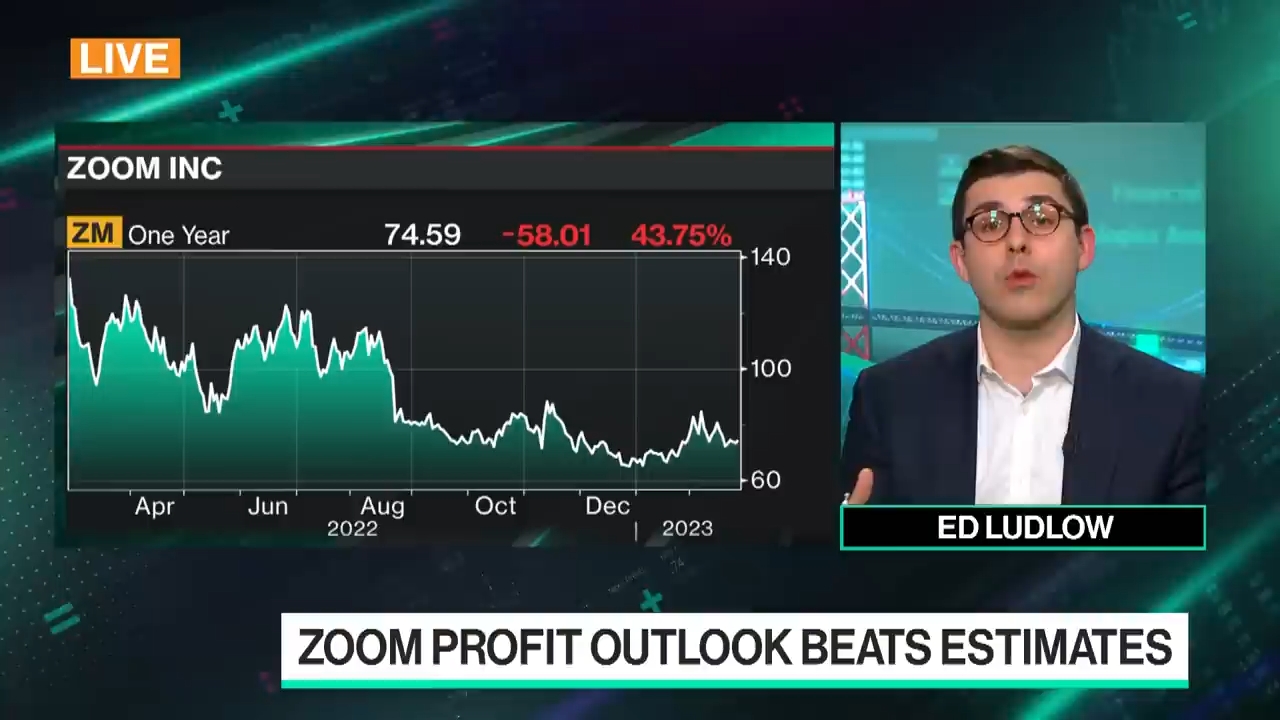 LIVE
ZOOM INC
ZM One Year 74.59 -58.01 43.75%
140
100
60
Apr Jun Aug Oct Dec
2022 2023
ED LUDLOW
ZOOM PROFIT OUTLOOK BEATS ESTIMATES